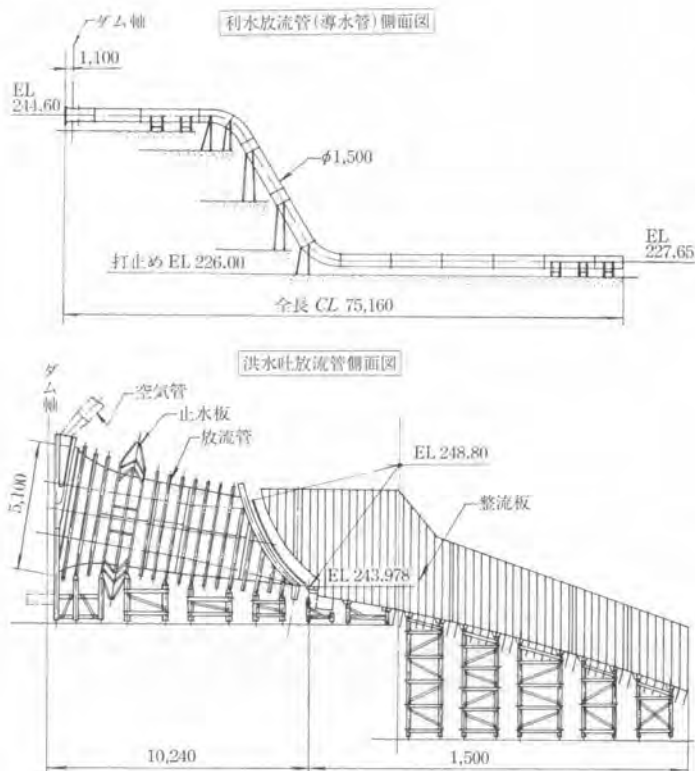 利水放流管(導水管)側面図
ダム軸
1,100
EL
244.60
φ1,500
EL
227.65
打止め EL 226.00
全長 CL 75,160
洪水吐放流管側面図
ダム軸
空気管
止水板
放流管
EL 248.80
5,100
整流板
EL 243.978
10,240
1,500